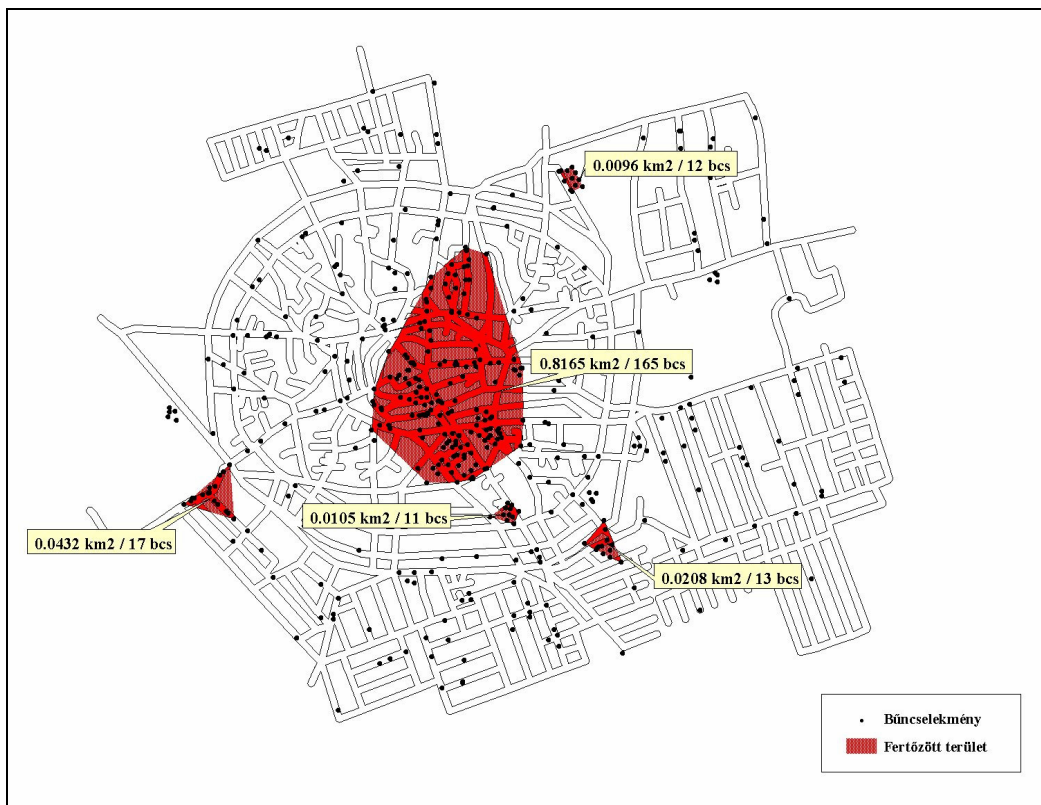 0.0096 km2 / 12 bcs
0.8165 km2 / 165 bcs
0.0105 km2 / 11 bcs
0.0432 km2 / 17 bcs
0.0208 km2 / 13 bcs
Bűncselekmény
Fertőzött terület